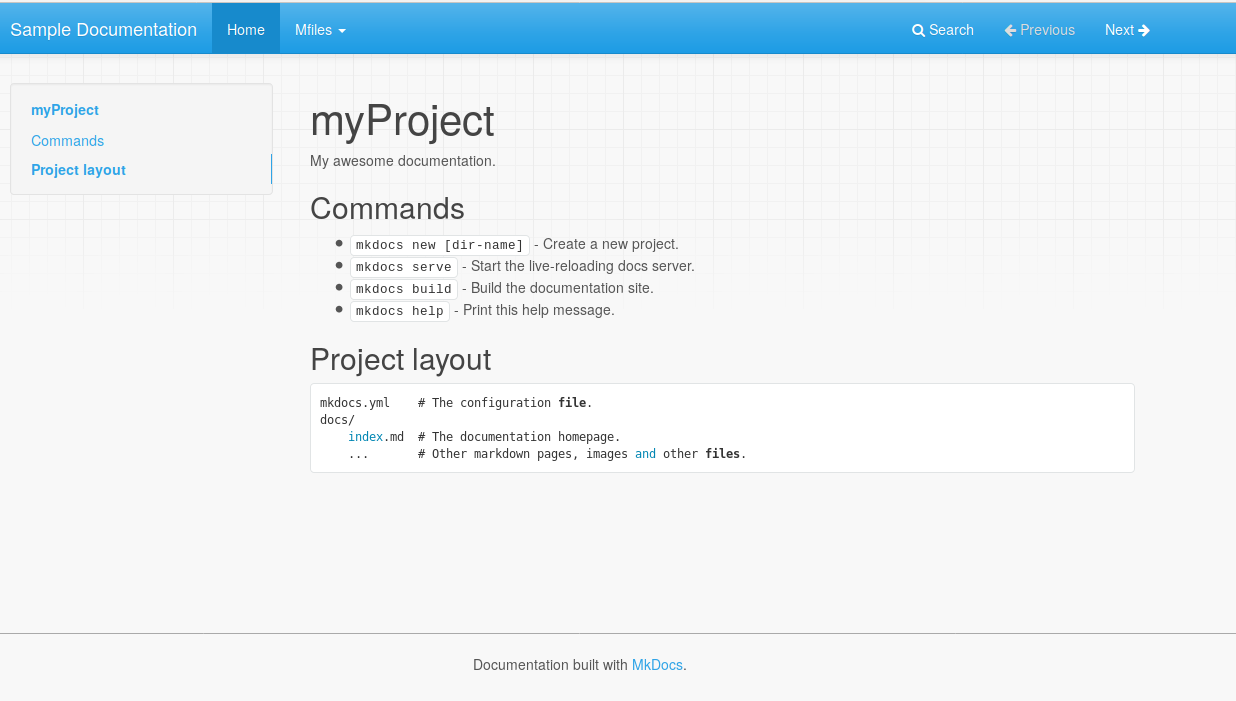 Sample Documentation Home Mfiles Search Previous Next
myProject
Commands
Project layout
myProject
My awesome documentation.
Commands
mkdocs new [dir-name] - Create a new project.
mkdocs serve - Start the live-reloading docs server.
mkdocs build - Build the documentation site.
mkdocs help - Print this help message.
Project layout
mkdocs.yml    # The configuration file.
docs/
    index.md  # The documentation homepage.
    ...       # Other markdown pages, images and other files.
Documentation built with MkDocs.